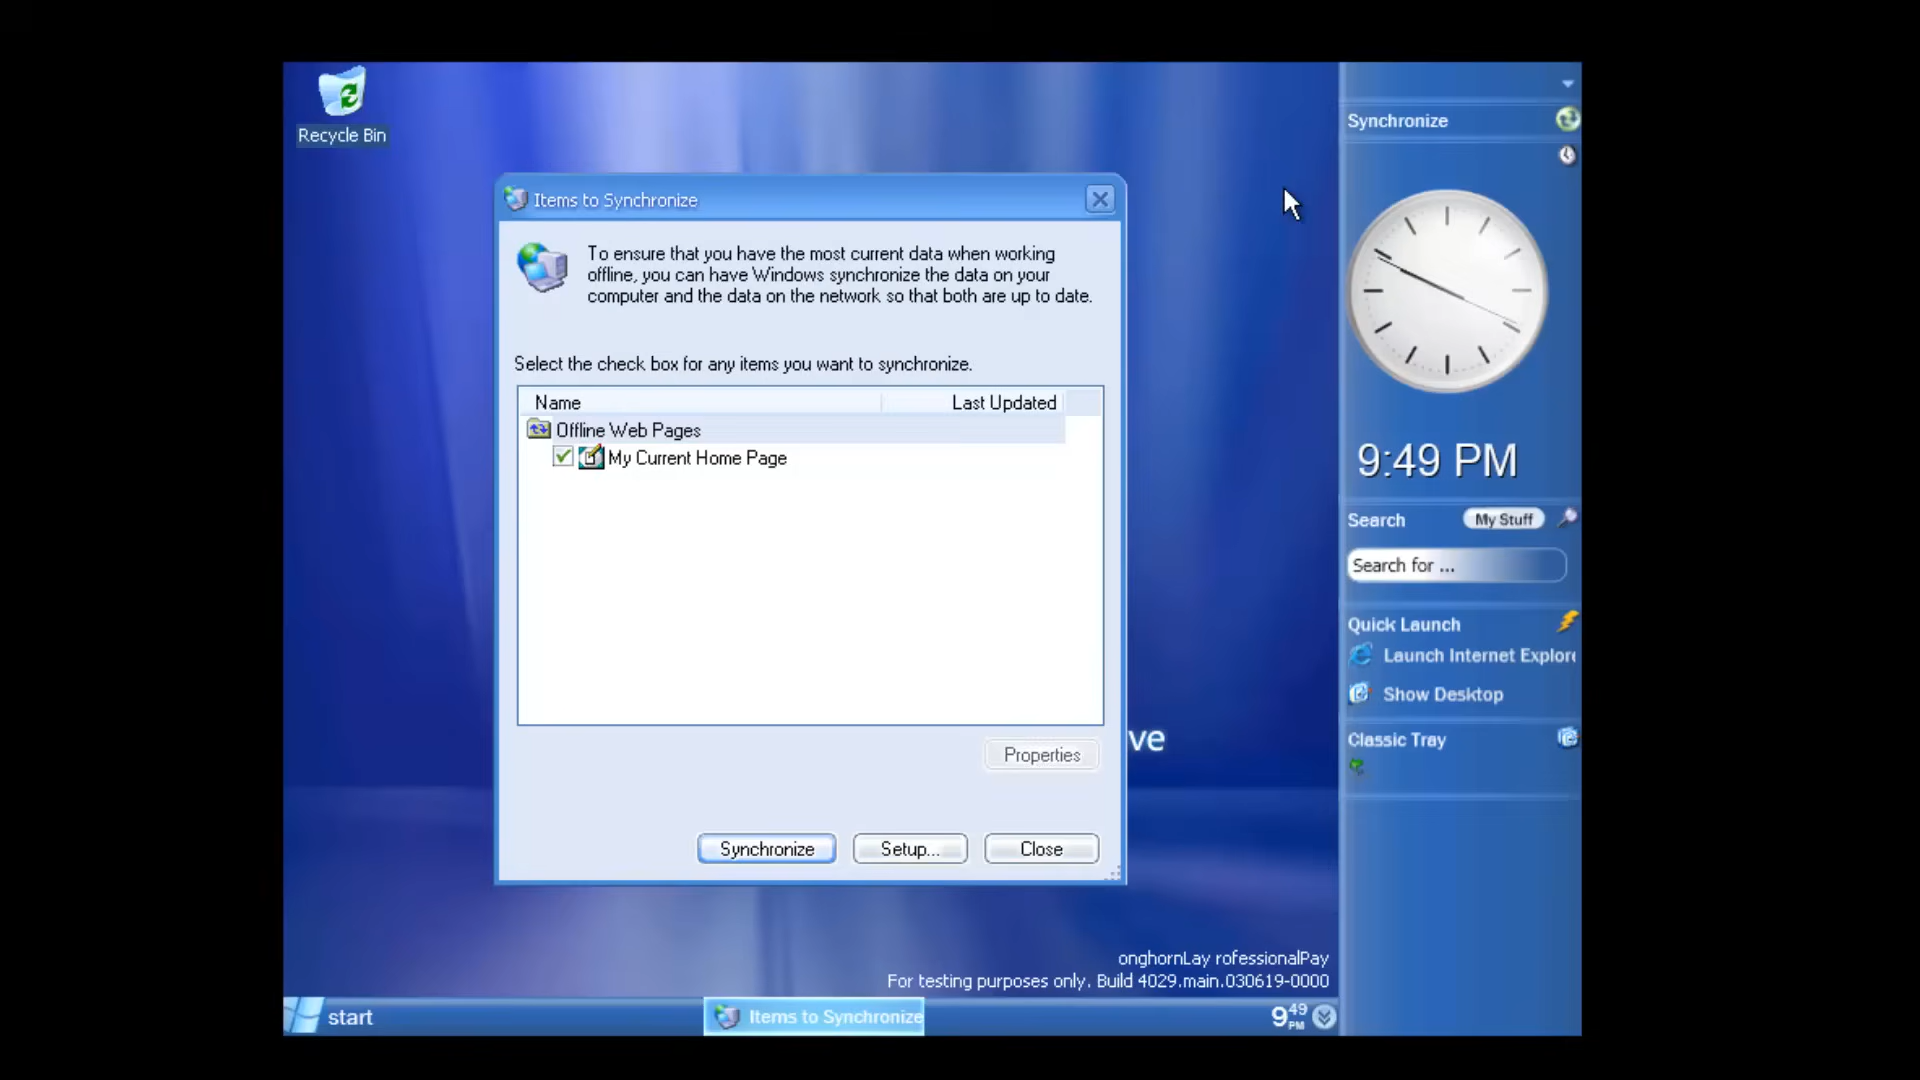 Recycle Bin
Items to Synchronize
To ensure that you have the most current data when working
offline, you can have Windows synchronize the data on your
computer and the data on the network so that both are up to date.
Select the check box for any items you want to synchronize.
Name Last Updated
Offline Web Pages
My Current Home Page
Properties
Synchronize Setup... Close
ve
onghornLay rofessionalPay
For testing purposes only. Build 4029.main.030619-0000
start
Items to Synchronize
9 49 PM
Synchronize
9:49 PM
Search My Stuff
Search for ...
Quick Launch
Launch Internet Explore
Show Desktop
Classic Tray